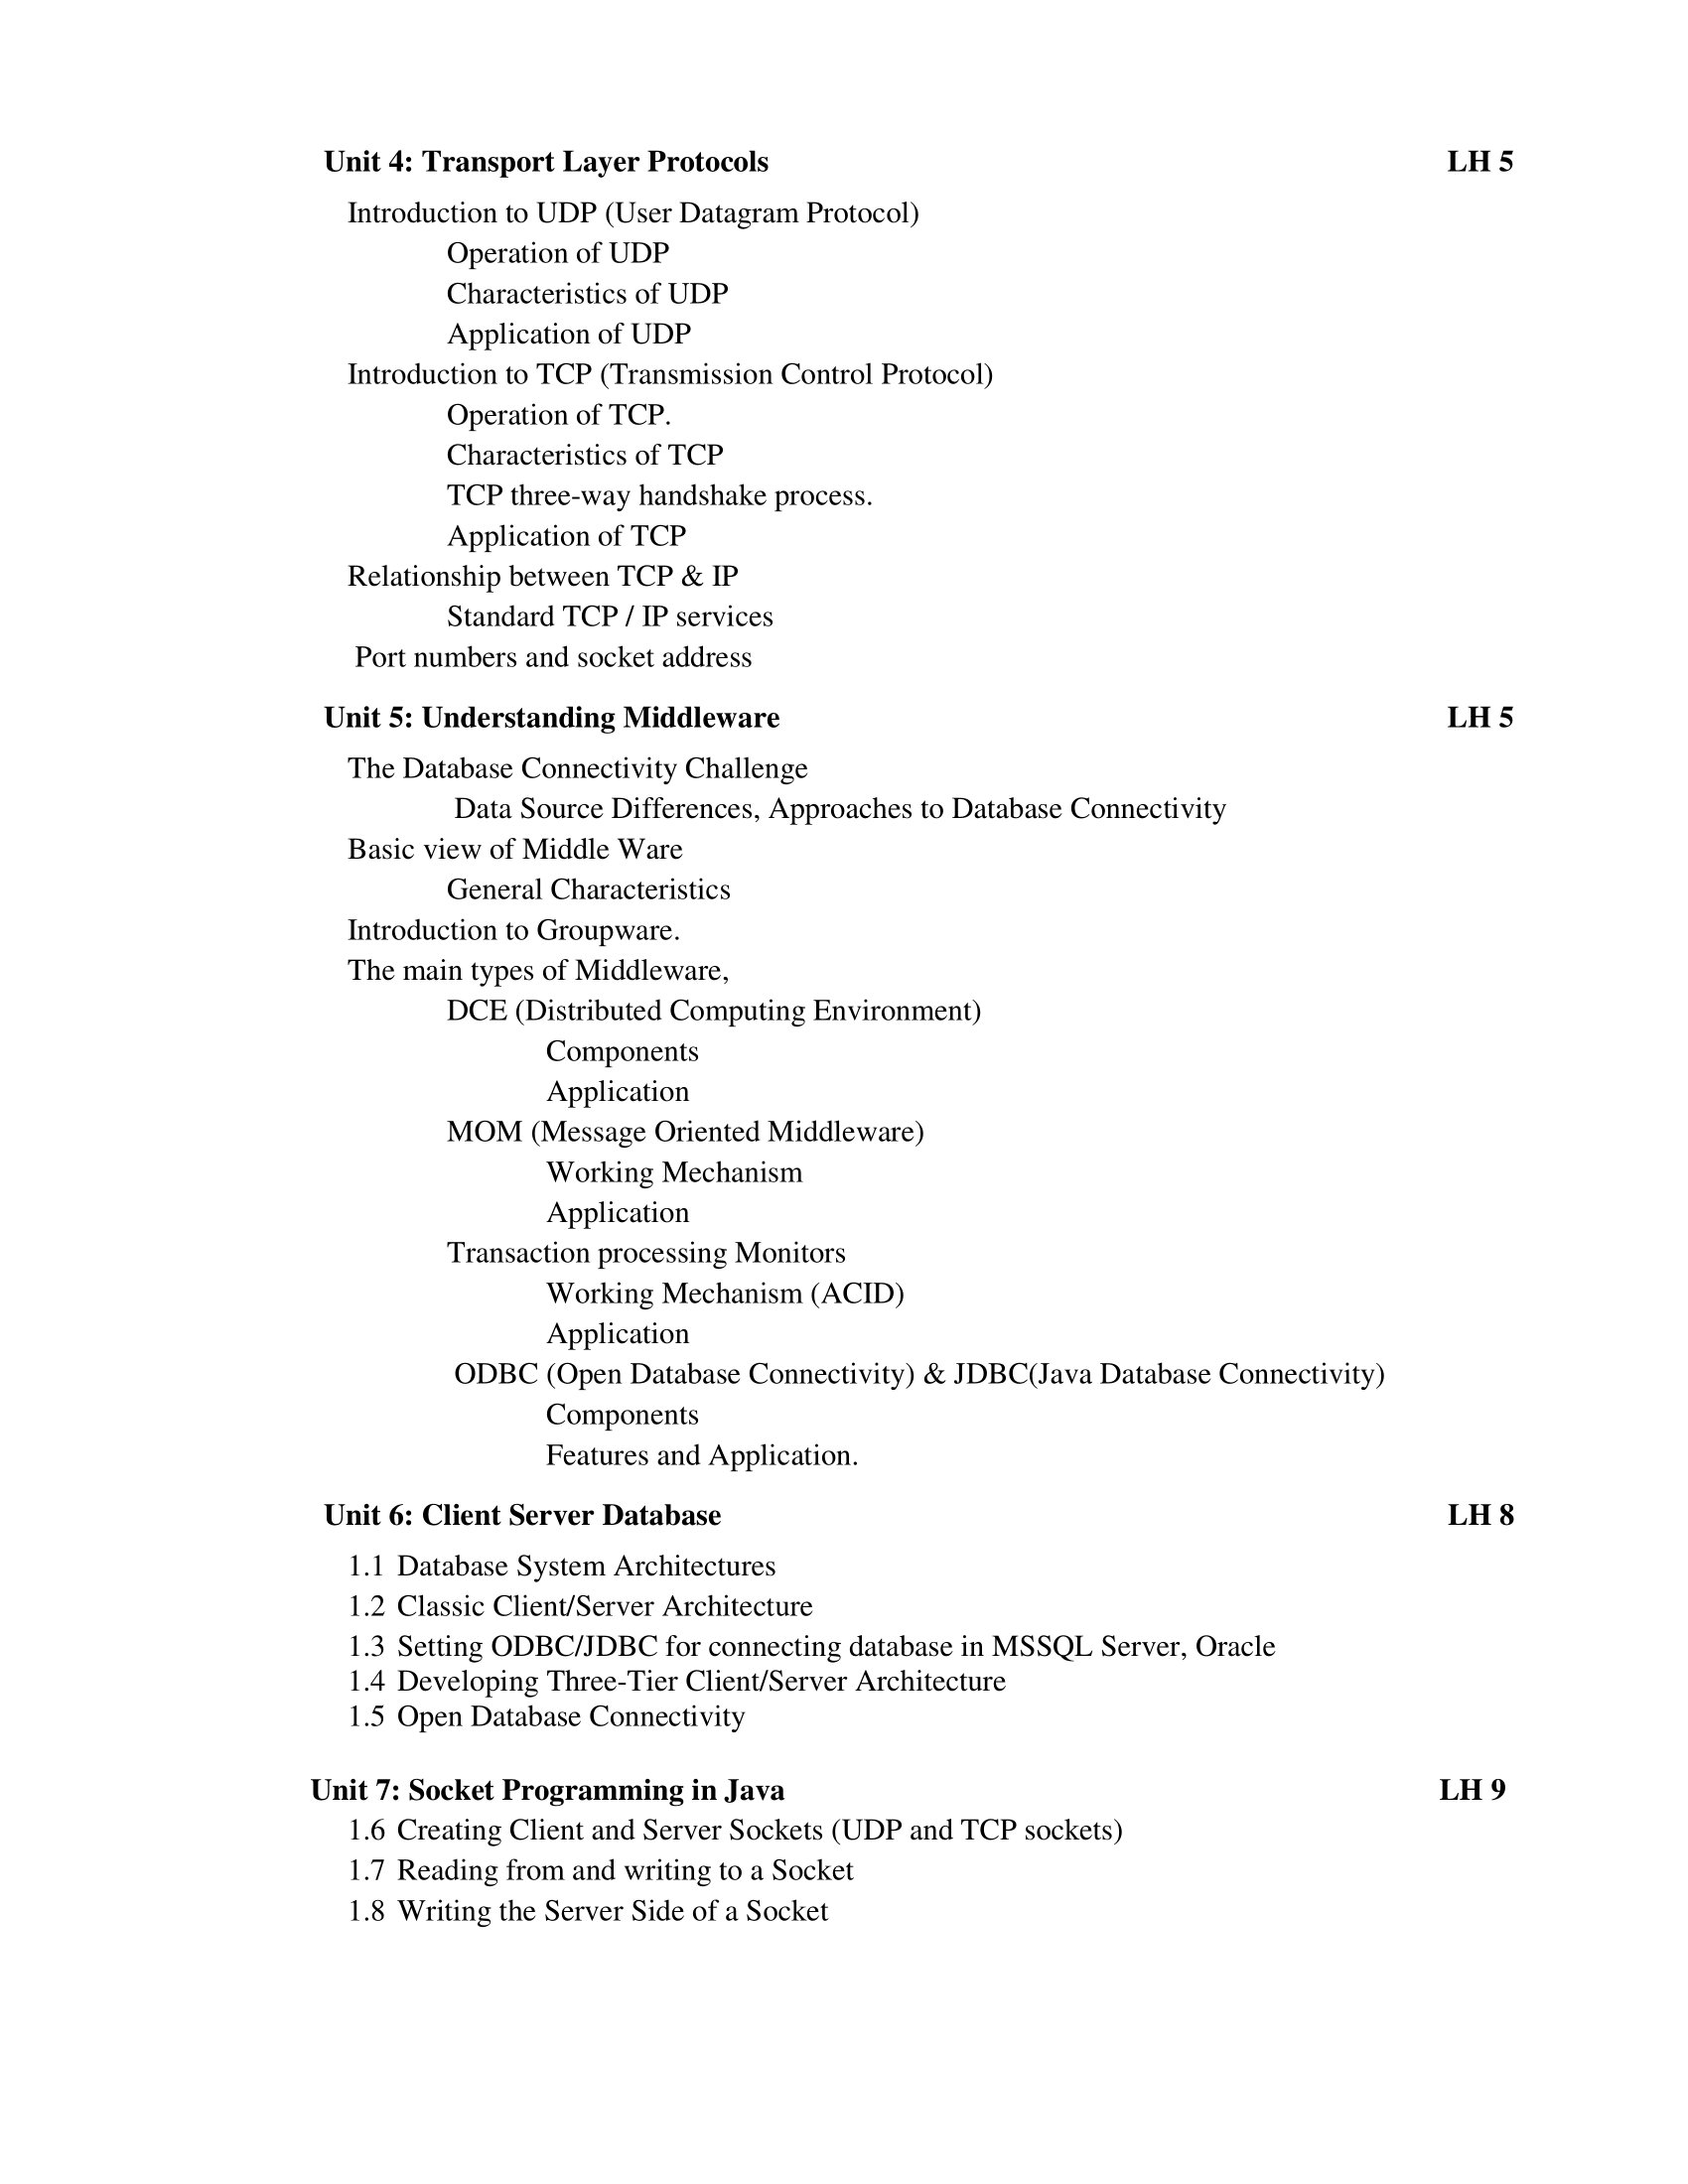 Unit 4: Transport Layer Protocols LH 5
Introduction to UDP (User Datagram Protocol)
Operation of UDP
Characteristics of UDP
Application of UDP
Introduction to TCP (Transmission Control Protocol)
Operation of TCP.
Characteristics of TCP
TCP three-way handshake process.
Application of TCP
Relationship between TCP & IP
Standard TCP / IP services
Port numbers and socket address
Unit 5: Understanding Middleware LH 5
The Database Connectivity Challenge
Data Source Differences, Approaches to Database Connectivity
Basic view of Middle Ware
General Characteristics
Introduction to Groupware.
The main types of Middleware,
DCE (Distributed Computing Environment)
Components
Application
MOM (Message Oriented Middleware)
Working Mechanism
Application
Transaction processing Monitors
Working Mechanism (ACID)
Application
ODBC (Open Database Connectivity) & JDBC(Java Database Connectivity)
Components
Features and Application.
Unit 6: Client Server Database LH 8
1.1 Database System Architectures
1.2 Classic Client/Server Architecture
1.3 Setting ODBC/JDBC for connecting database in MSSQL Server, Oracle
1.4 Developing Three-Tier Client/Server Architecture
1.5 Open Database Connectivity
Unit 7: Socket Programming in Java LH 9
1.6 Creating Client and Server Sockets (UDP and TCP sockets)
1.7 Reading from and writing to a Socket
1.8 Writing the Server Side of a Socket